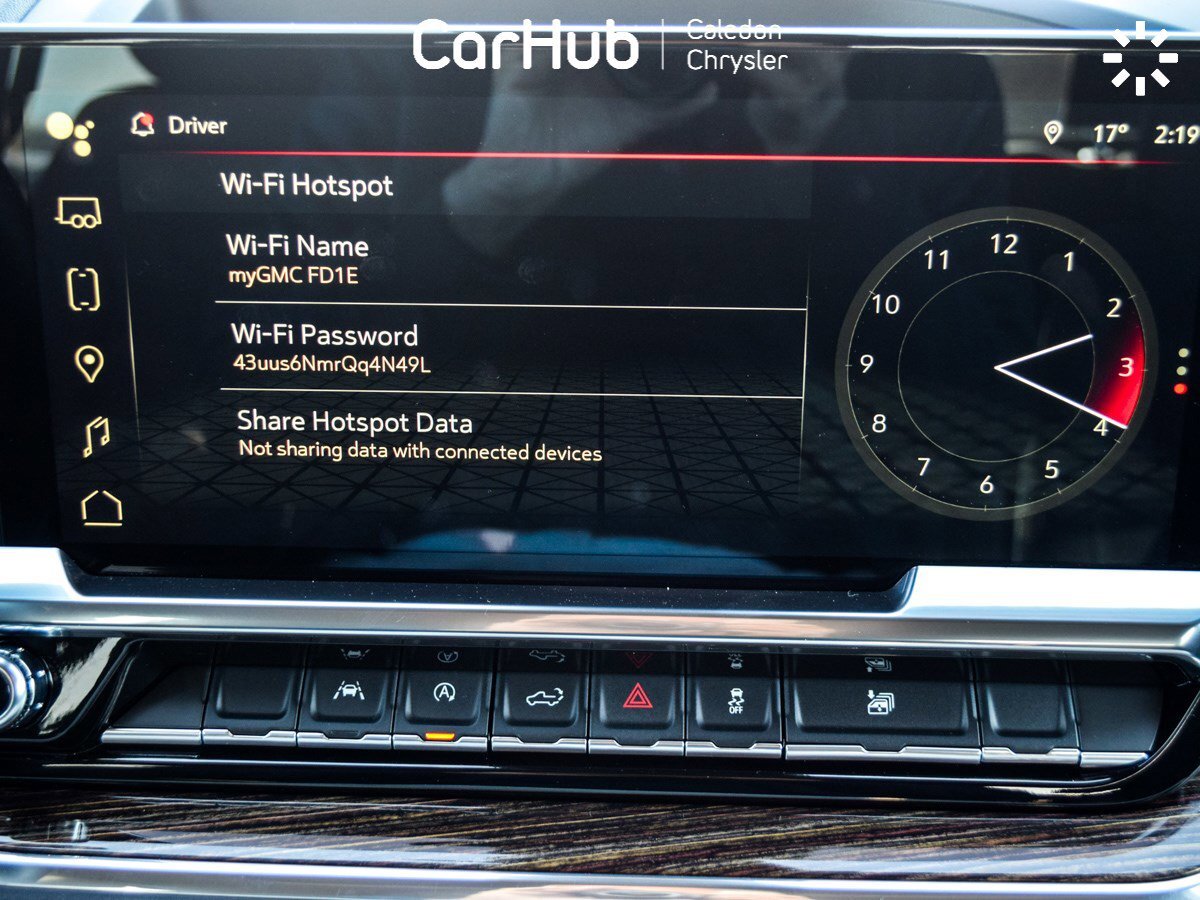 CarHub
Caledon
Chrysler
Driver
17° 2:19
Wi-Fi Hotspot
Wi-Fi Name
myGMC FD1E
Wi-Fi Password
43uus6NmrQq4N49L
Share Hotspot Data
Not sharing data with connected devices
12
1
2
3
4
5
6
7
8
9
10
11
A
OFF